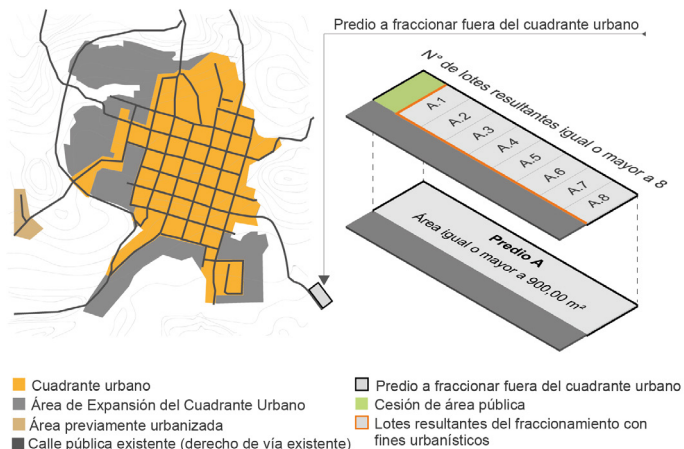 Predio a fraccionar fuera del cuadrante urbano
N° de lotes resultantes igual o mayor a 8
A.1
A.2
A.3
A.4
A.5
A.6
A.7
A.8
Predio A
Área igual o mayor a 900,00 m²
Cuadrante urbano
Área de Expansión del Cuadrante Urbano
Área previamente urbanizada
Calle pública existente (derecho de vía existente)
Predio a fraccionar fuera del cuadrante urbano
Cesión de área pública
Lotes resultantes del fraccionamiento con
fines urbanísticos